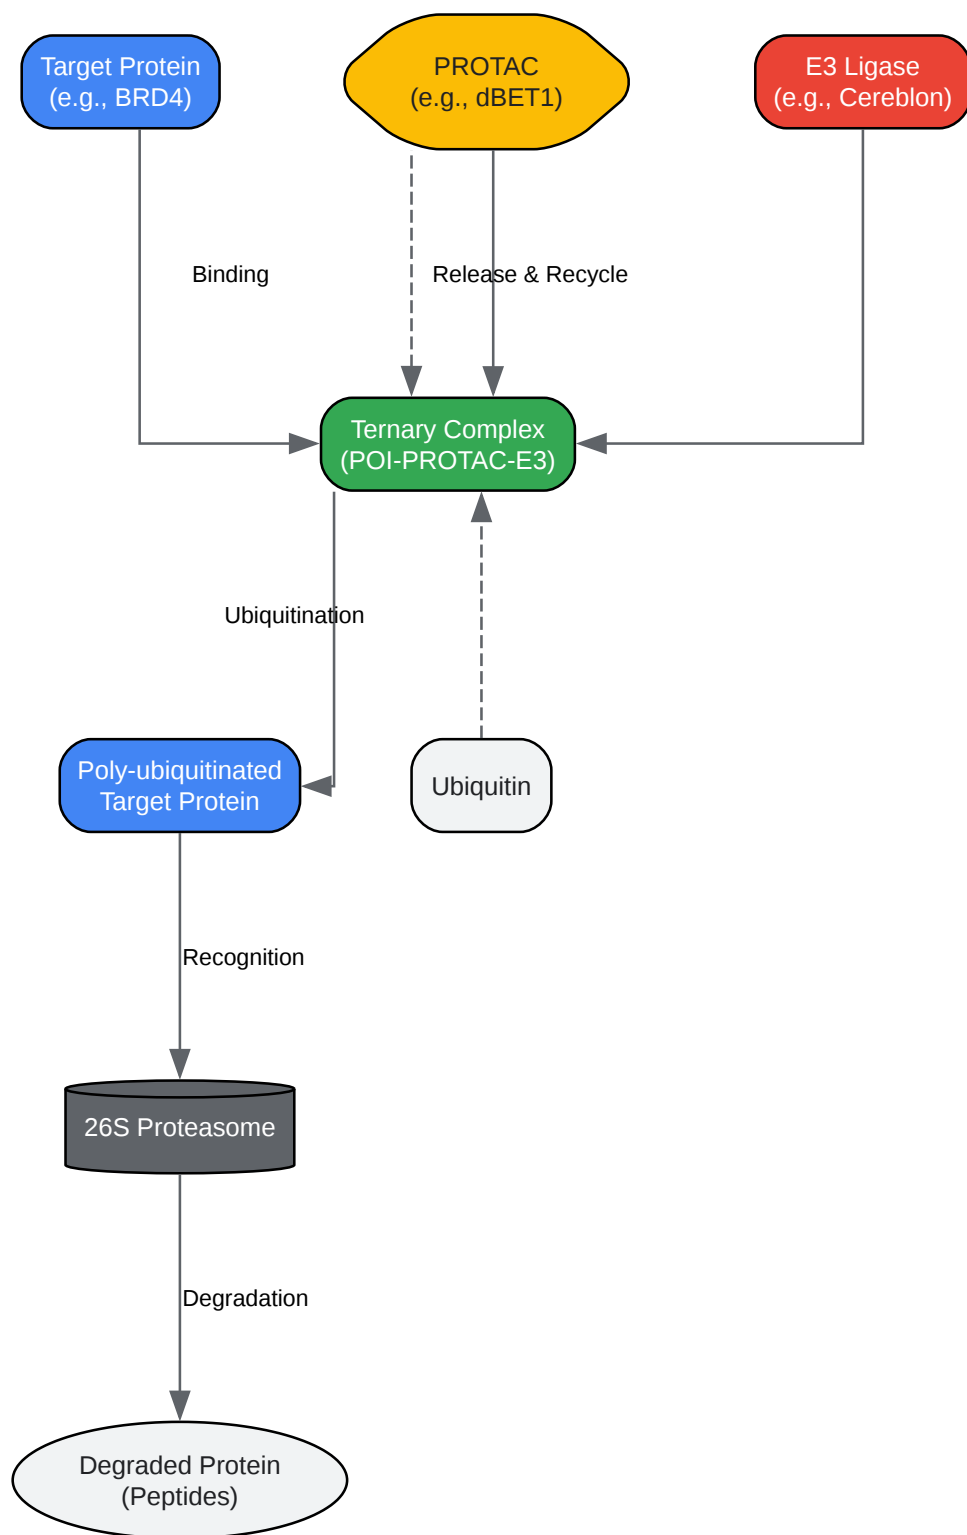 Target Protein
(e.g., BRD4)
PROTAC
(e.g., dBET1)
E3 Ligase
(e.g., Cereblon)
Binding
Release & Recycle
Ternary Complex
(POI-PROTAC-E3)
Ubiquitination
Poly-ubiquitinated
Target Protein
Ubiquitin
Recognition
26S Proteasome
Degradation
Degraded Protein
(Peptides)